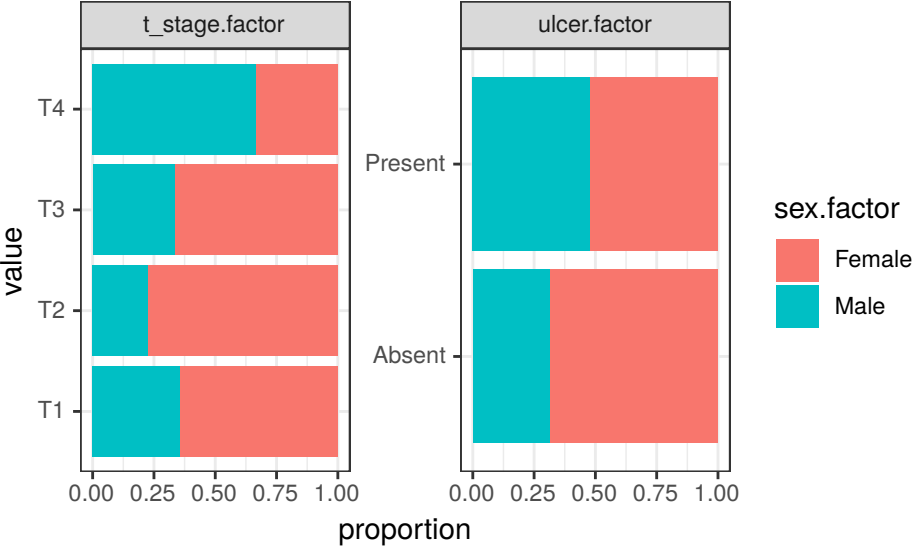 t_stage.factor
ulcer.factor
value
T4
T3
T2
T1
Present
Absent
0.00 0.25 0.50 0.75 1.00
0.00 0.25 0.50 0.75 1.00
proportion
sex.factor
Female
Male